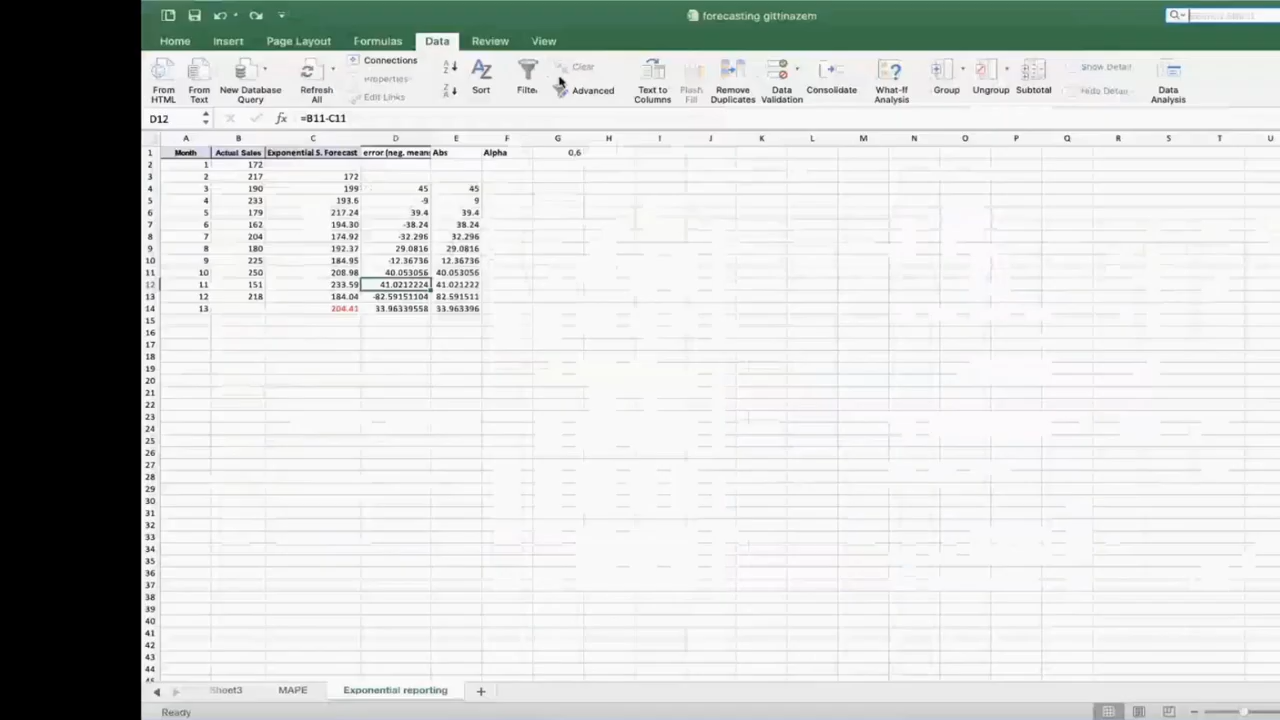 forecasting gittinazem
Home Insert Page Layout Formulas Data Review View
Connections
Properties
Edit Links
Clear
Advanced
Show Detail
Hide Detail
From HTML
From Text
New Database Query
Refresh All
Sort
Filter
Text to Columns
Flash Fill
Remove Duplicates
Data Validation
Consolidate
What-If Analysis
Group
Ungroup
Subtotal
Data Analysis
D12 fx =B11-C11
A B C D E F G H I J K L M N O P Q R S T U
1 Month Actual Sales Exponential S. Forecast error (neg. means Abs Alpha 0,6
2 1 172
3 2 217 172
4 3 190 199 45 45
5 4 233 193.6 -9 9
6 5 179 217.24 39.4 39.4
7 6 162 194.30 -38.24 38.24
8 7 204 174.92 -32.296 32.296
9 8 180 192.37 29.0816 29.0816
10 9 225 184.95 -12.36736 12.36736
11 10 250 208.98 40.053056 40.053056
12 11 151 233.59 41.0212224 41.021222
13 12 218 184.04 -82.59151104 82.591511
14 13 204.41 33.96339558 33.963396
15
16
17
18
19
20
21
22
23
24
25
26
27
28
29
30
31
32
33
34
35
36
37
38
39
40
41
42
43
44
45
Sheet3 MAPE Exponential reporting +
Ready